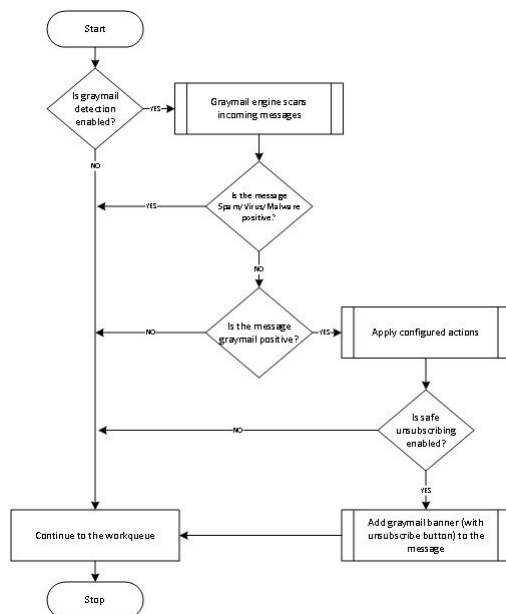 Start
Is graymail
detection
enabled?
YES
Graymail engine scans
incoming messages
NO
Is the message
Spam/Virus/Malware
positive?
YES
NO
Is the message
graymail positive?
NO
YES
Apply configured actions
Is safe
unsubscribing
enabled?
NO
YES
Continue to the workqueue
Add graymail banner (with
unsubscribe button) to the
message
Stop